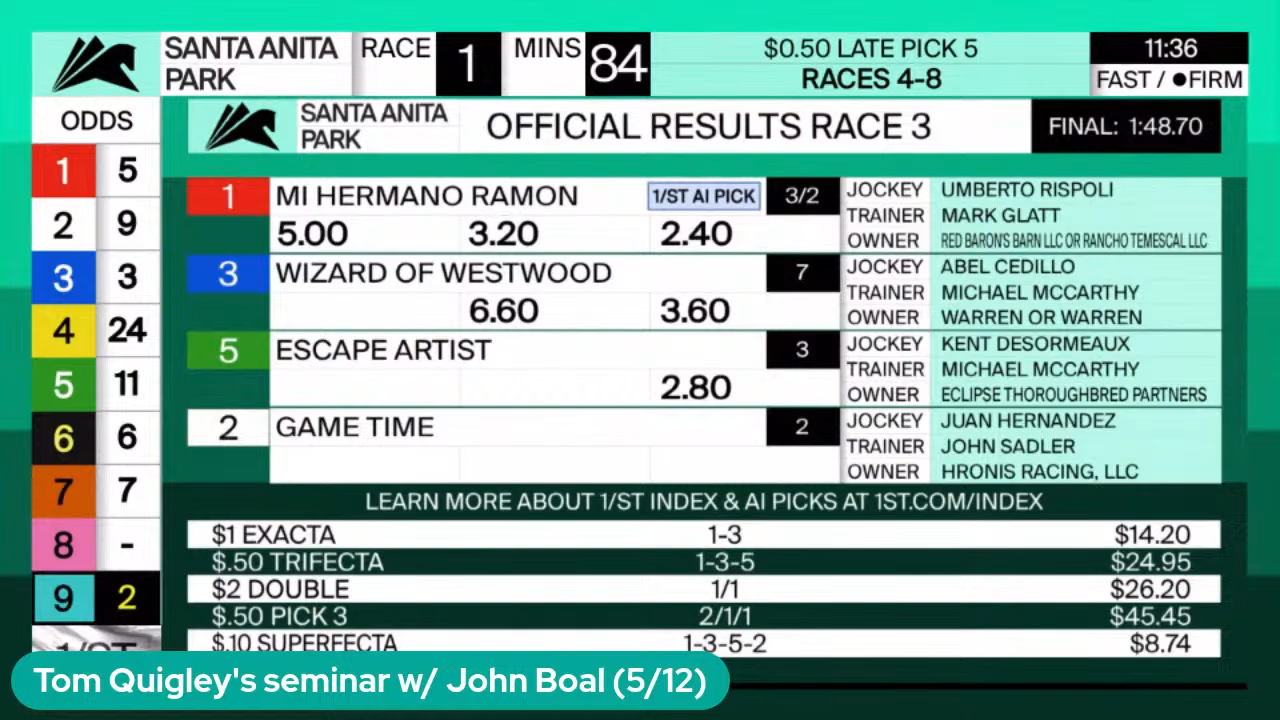 SANTA ANITA PARK RACE 1 MINS 84 $0.50 LATE PICK 5 RACES 4-8 11:36 FAST / ●FIRM
ODDS
1 5
2 9
3 3
4 24
5 11
6 6
7 7
8 -
9 2
1/ST
SANTA ANITA PARK OFFICIAL RESULTS RACE 3 FINAL: 1:48.70
1 MI HERMANO RAMON 1/ST AI PICK 3/2 JOCKEY UMBERTO RISPOLI
TRAINER MARK GLATT
5.00 3.20 2.40 OWNER RED BARON'S BARN LLC OR RANCHO TEMESCAL LLC
3 WIZARD OF WESTWOOD 7 JOCKEY ABEL CEDILLO
TRAINER MICHAEL MCCARTHY
6.60 3.60 OWNER WARREN OR WARREN
5 ESCAPE ARTIST 3 JOCKEY KENT DESORMEAUX
TRAINER MICHAEL MCCARTHY
2.80 OWNER ECLIPSE THOROUGHBRED PARTNERS
2 GAME TIME 2 JOCKEY JUAN HERNANDEZ
TRAINER JOHN SADLER
OWNER HRONIS RACING, LLC
LEARN MORE ABOUT 1/ST INDEX & AI PICKS AT 1ST.COM/INDEX
$1 EXACTA 1-3 $14.20
$.50 TRIFECTA 1-3-5 $24.95
$2 DOUBLE 1/1 $26.20
$.50 PICK 3 2/1/1 $45.45
$.10 SUPERFECTA 1-3-5-2 $8.74
Tom Quigley's seminar w/ John Boal (5/12)